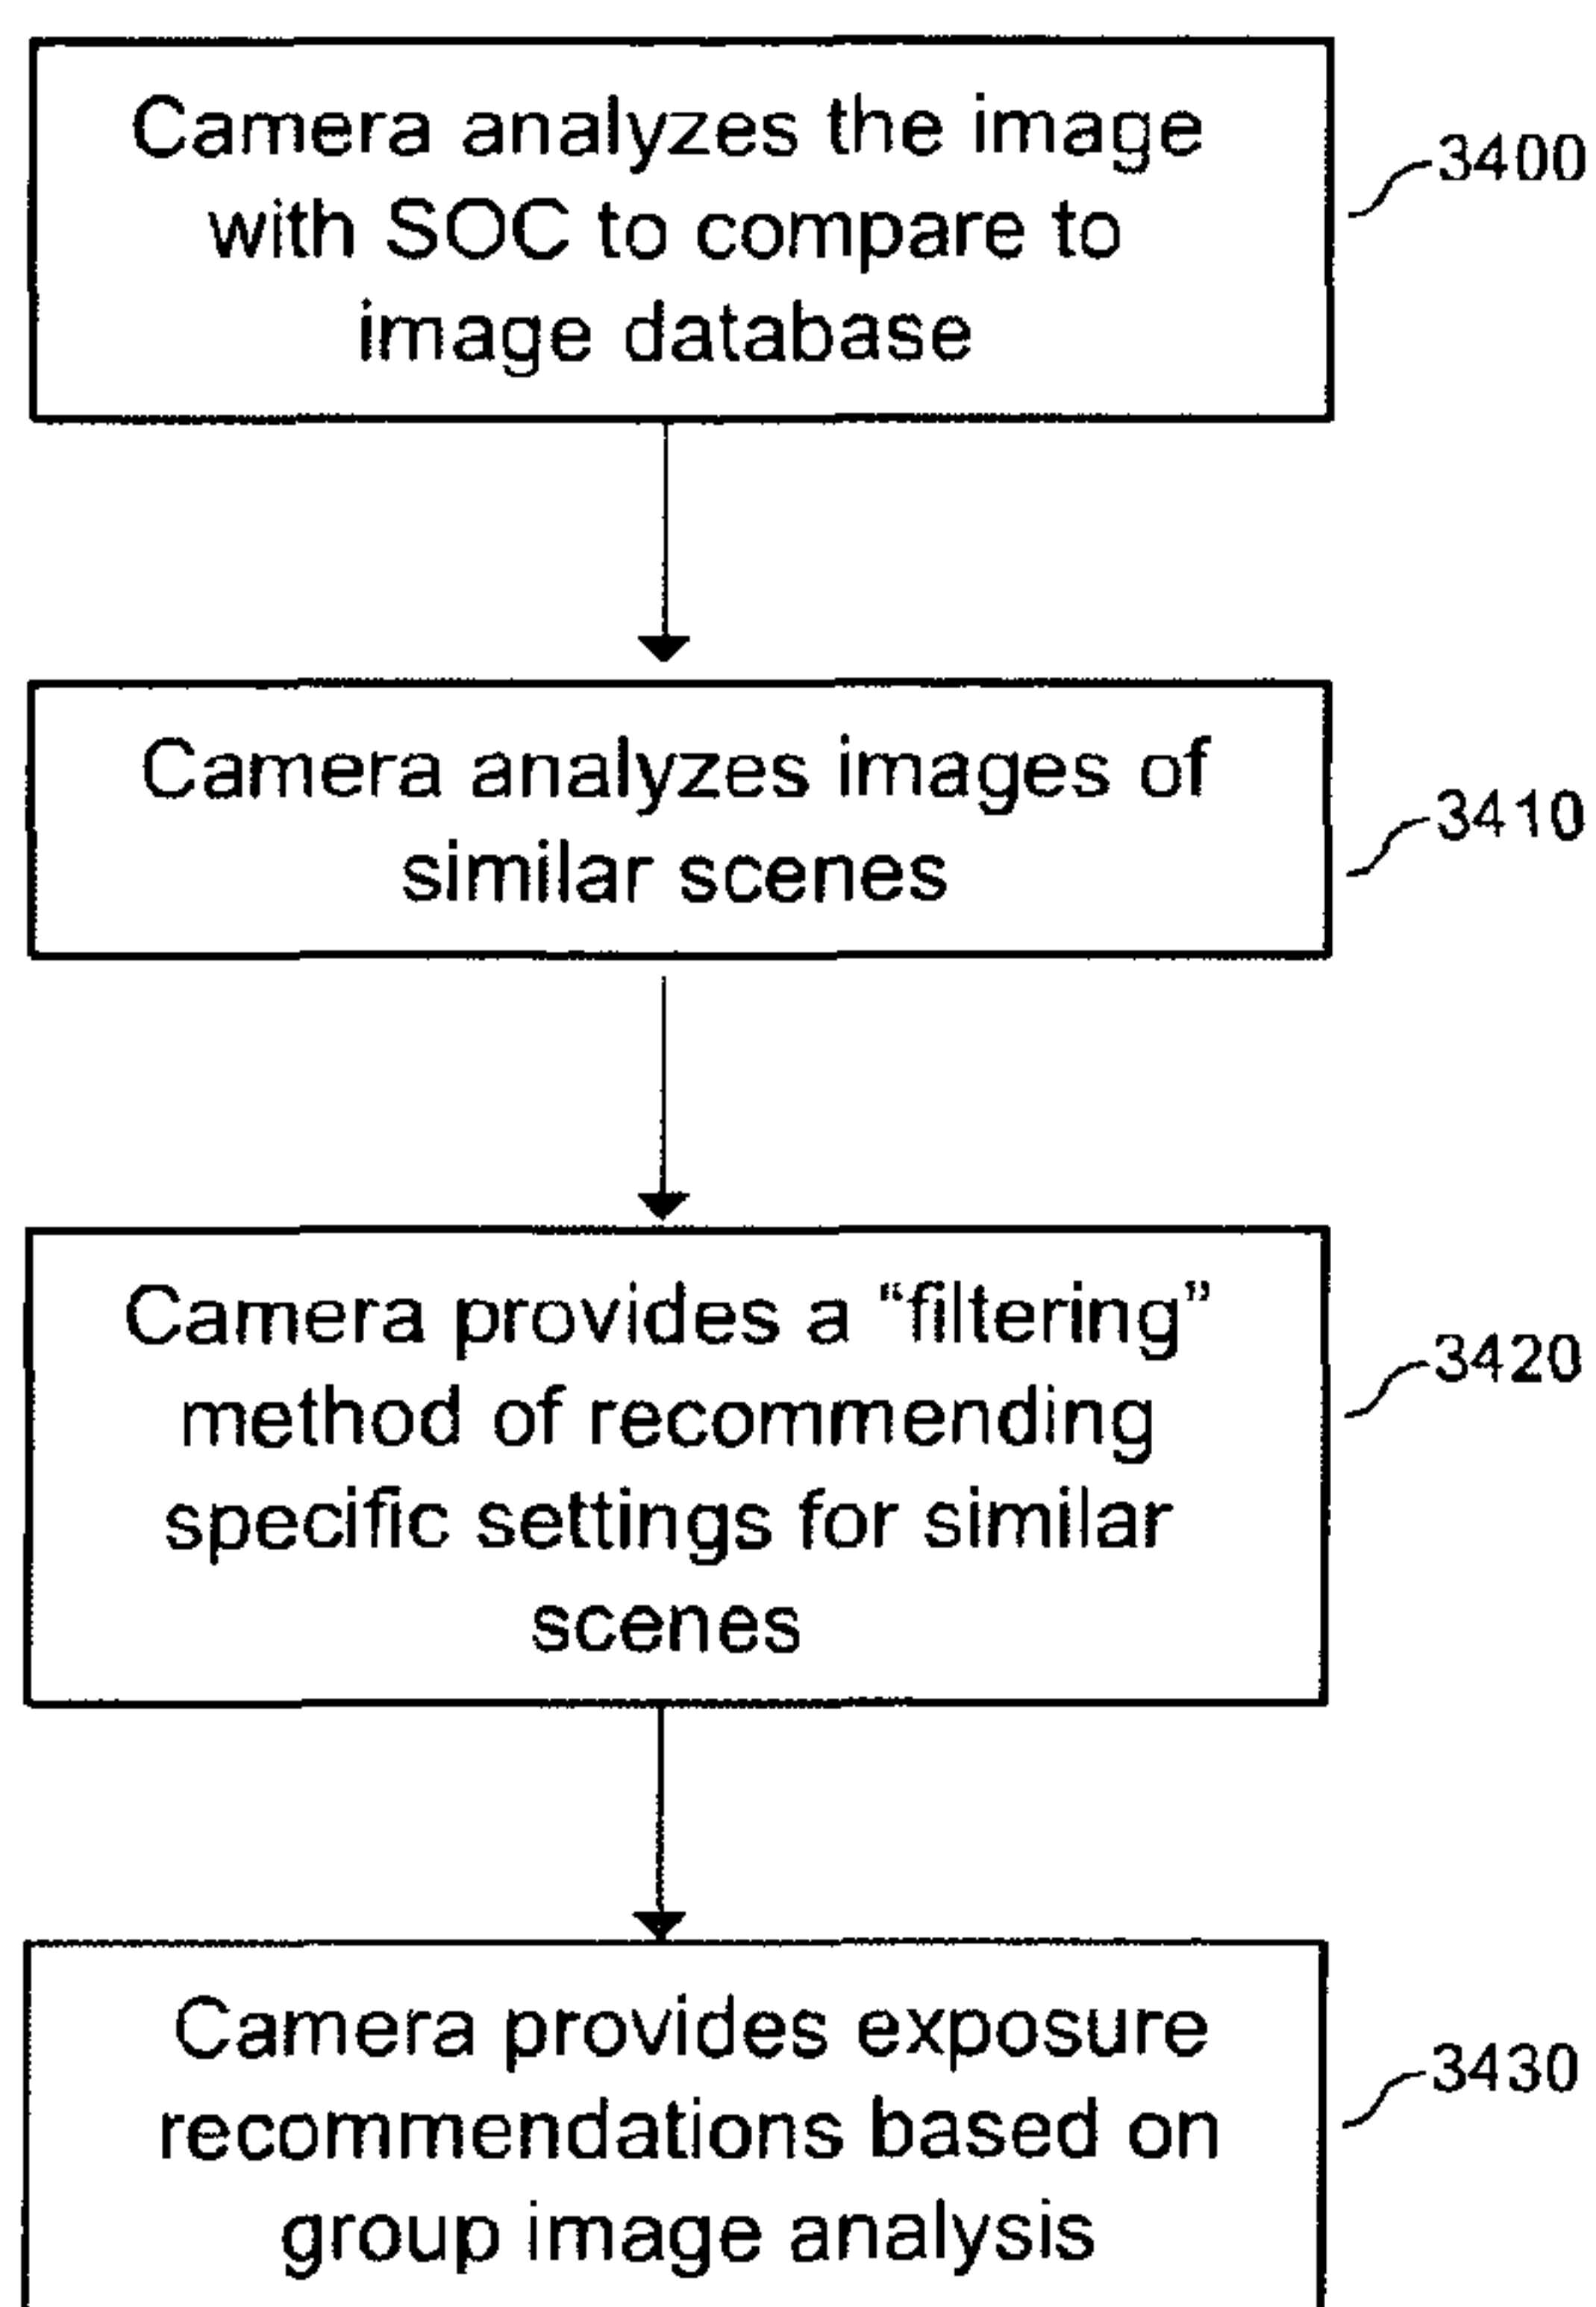 Camera analyzes the image
with SOC to compare to
image database
3400
Camera analyzes images of
similar scenes
3410
Camera provides a “filtering”
method of recommending
specific settings for similar
scenes
3420
Camera provides exposure
recommendations based on
group image analysis
3430